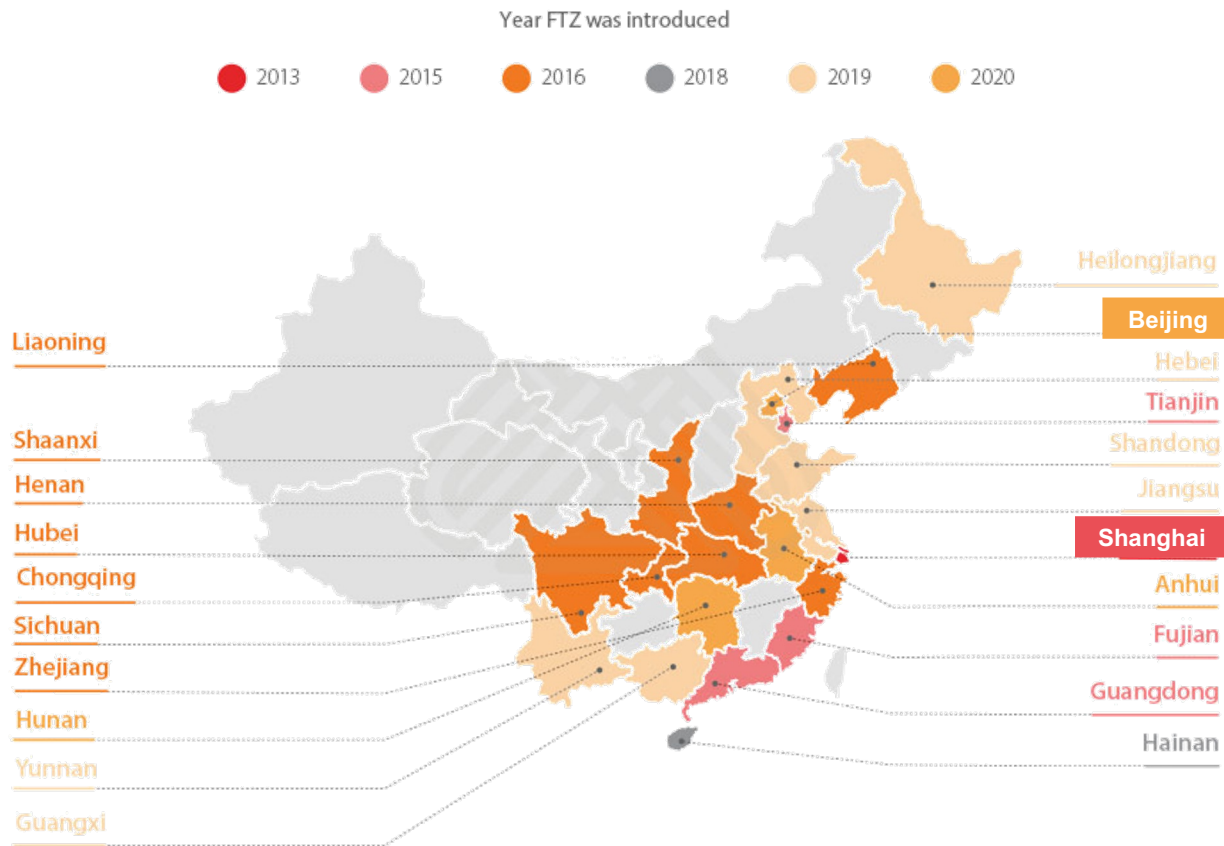 Year FTZ was introduced
2013 2015 2016 2018 2019 2020
Heilongjiang
Beijing
Liaoning
Hebei
Tianjin
Shaanxi
Shandong
Henan
Jiangsu
Hubei
Shanghai
Chongqing
Anhui
Sichuan
Fujian
Zhejiang
Guangdong
Hunan
Hainan
Yunnan
Guangxi